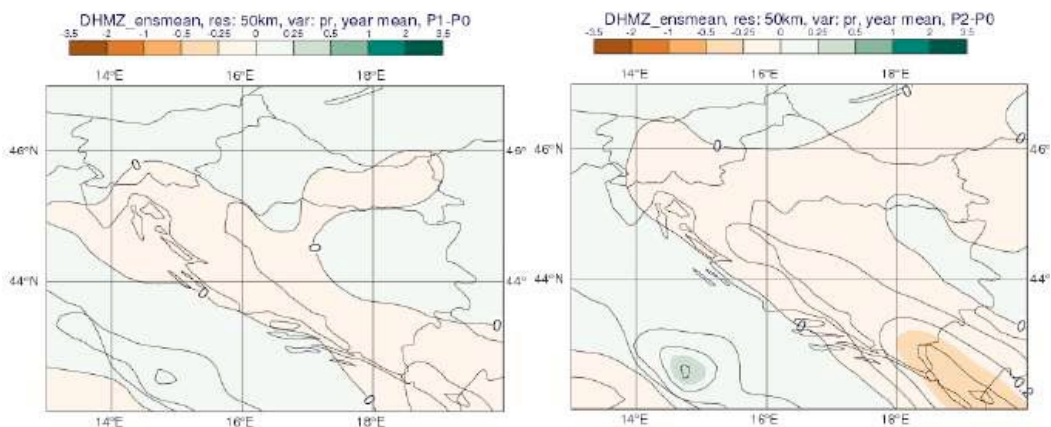 DHMZ_ensmean, res: 50km, var: pr, year mean, P1-P0
-3.5 -2 -1 -0.5 -0.25 0 0.25 0.5 1 2 3.5
14°E 16°E 18°E
46°N 46°
0
0
44°N 44°
0
0
0
14°E 16°E 18°E
DHMZ_ensmean, res: 50km, var: pr, year mean, P2-P0
-3.5 -2 -1 -0.5 -0.25 0 0.25 0.5 1 2 3.5
14°E 16°E 18°E
0
46°N 46°
0
0
44°N 44°
0
0
14°E 16°E 18°E